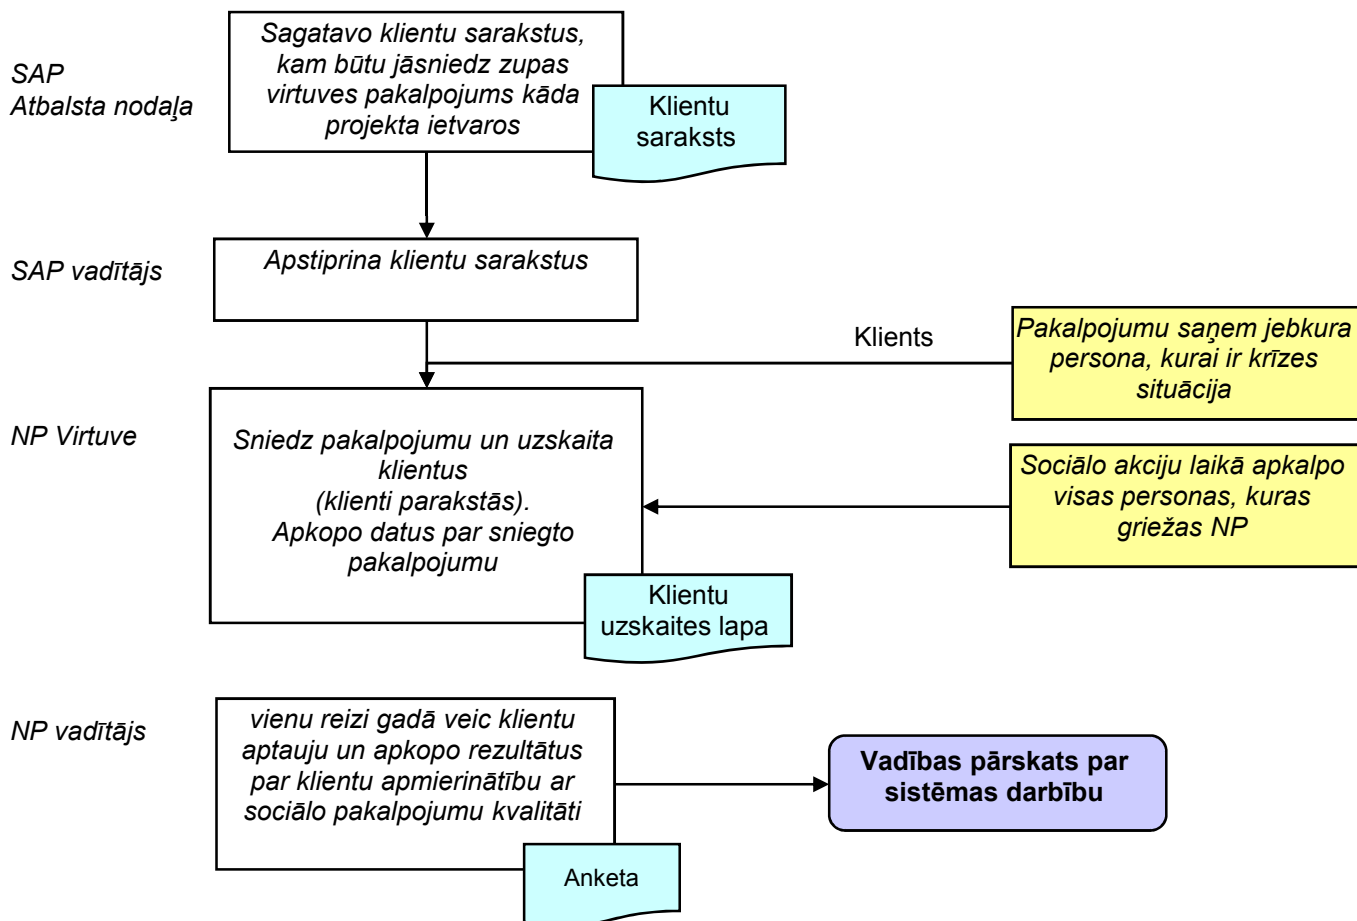 SAP
Atbalsta nodaļa
Sagatavo klientu sarakstus,
kam būtu jāsniedz zupas
virtuves pakalpojums kāda
projekta ietvaros
Klientu
saraksts
SAP vadītājs
Apstiprina klientu sarakstus
Klients
Pakalpojumu saņem jebkura
persona, kurai ir krīzes
situācija
NP Virtuve
Sniedz pakalpojumu un uzskaita
klientus
(klienti parakstās).
Apkopo datus par sniegto
pakalpojumu
Sociālo akciju laikā apkalpo
visas personas, kuras
griežas NP
Klientu
uzskaites lapa
NP vadītājs
vienu reizi gadā veic klientu
aptauju un apkopo rezultātus
par klientu apmierinātību ar
sociālo pakalpojumu kvalitāti
Vadības pārskats par
sistēmas darbību
Anketa